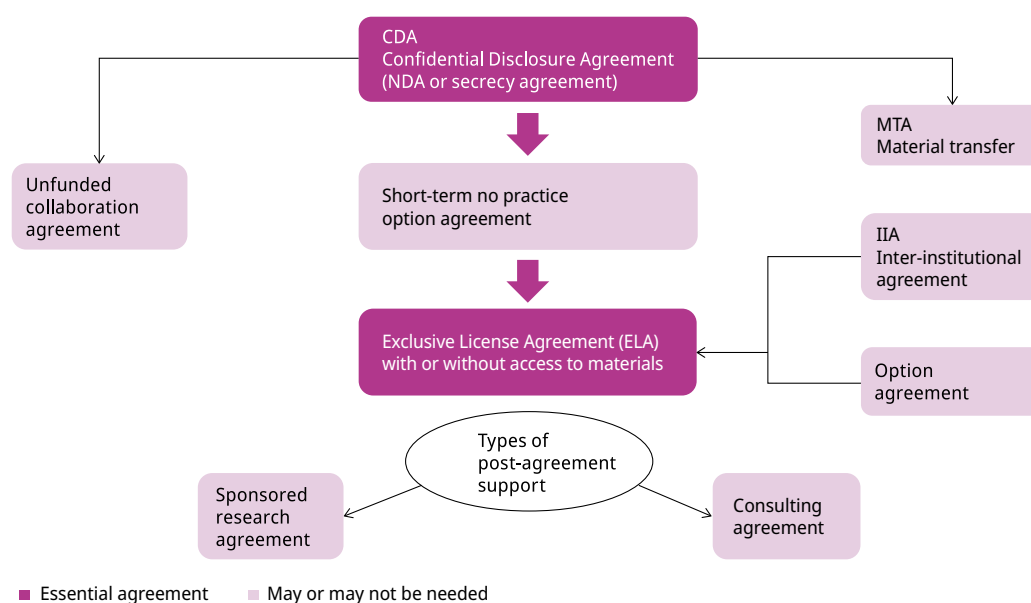 CDA
Confidential Disclosure Agreement
(NDA or secrecy agreement)
MTA
Material transfer
Unfunded
collaboration
agreement
Short-term no practice
option agreement
IIA
Inter-institutional
agreement
Exclusive License Agreement (ELA)
with or without access to materials
Option
agreement
Types of
post-agreement
support
Sponsored
research
agreement
Consulting
agreement
Essential agreement
May or may not be needed